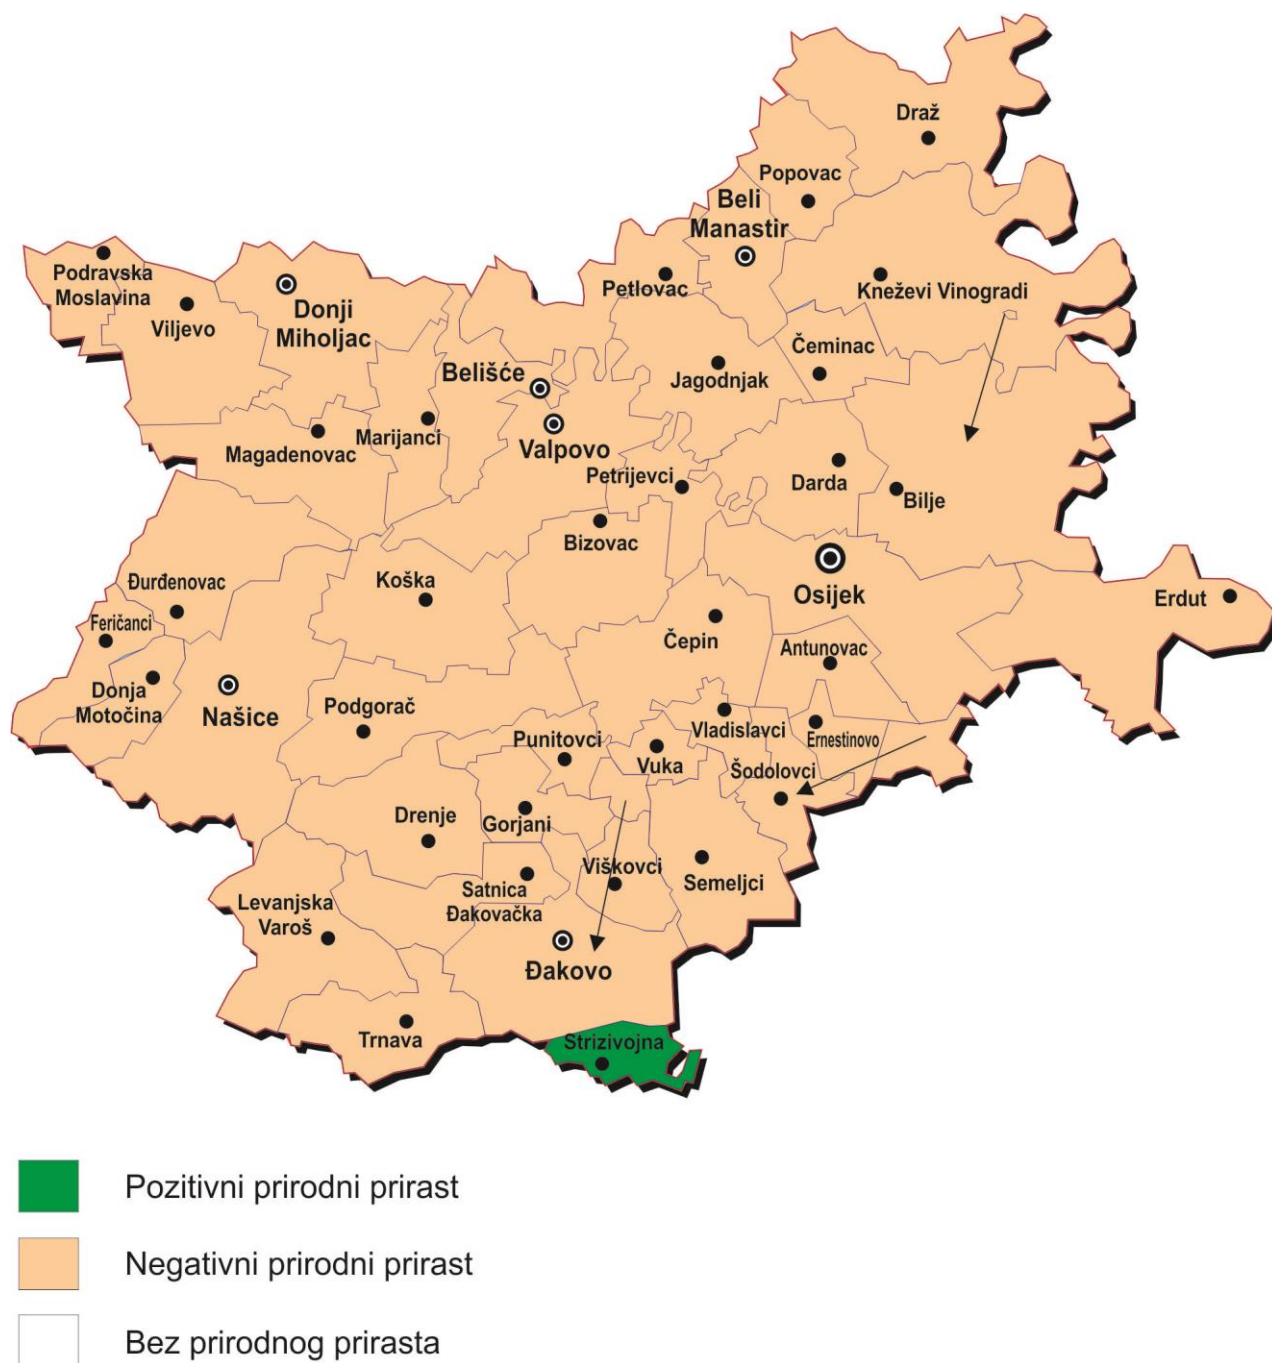 Draž
Popovac
Beli
Manastir
Podravska
Moslavina
Viljevo
Donji
Miholjac
Petlovac
Kneževi Vinogradi
Čeminac
Jagodnjak
Belišće
Valpovo
Marijanci
Magadenovac
Petrijevci
Darda
Bilje
Bizovac
Koška
Osijek
Erdut
Đurđenovac
Feričanci
Donja
Motočina
Našice
Podgorač
Čepin
Antunovac
Vladislavci
Ernestinovo
Punitovci
Vuka
Šodolovci
Drenje
Gorjani
Viškovci
Semeljci
Satnica
Đakovačka
Levanjska
Varoš
Đakovo
Trnava
Strizivojna
Pozitivni prirodni prirast
Negativni prirodni prirast
Bez prirodnog prirasta